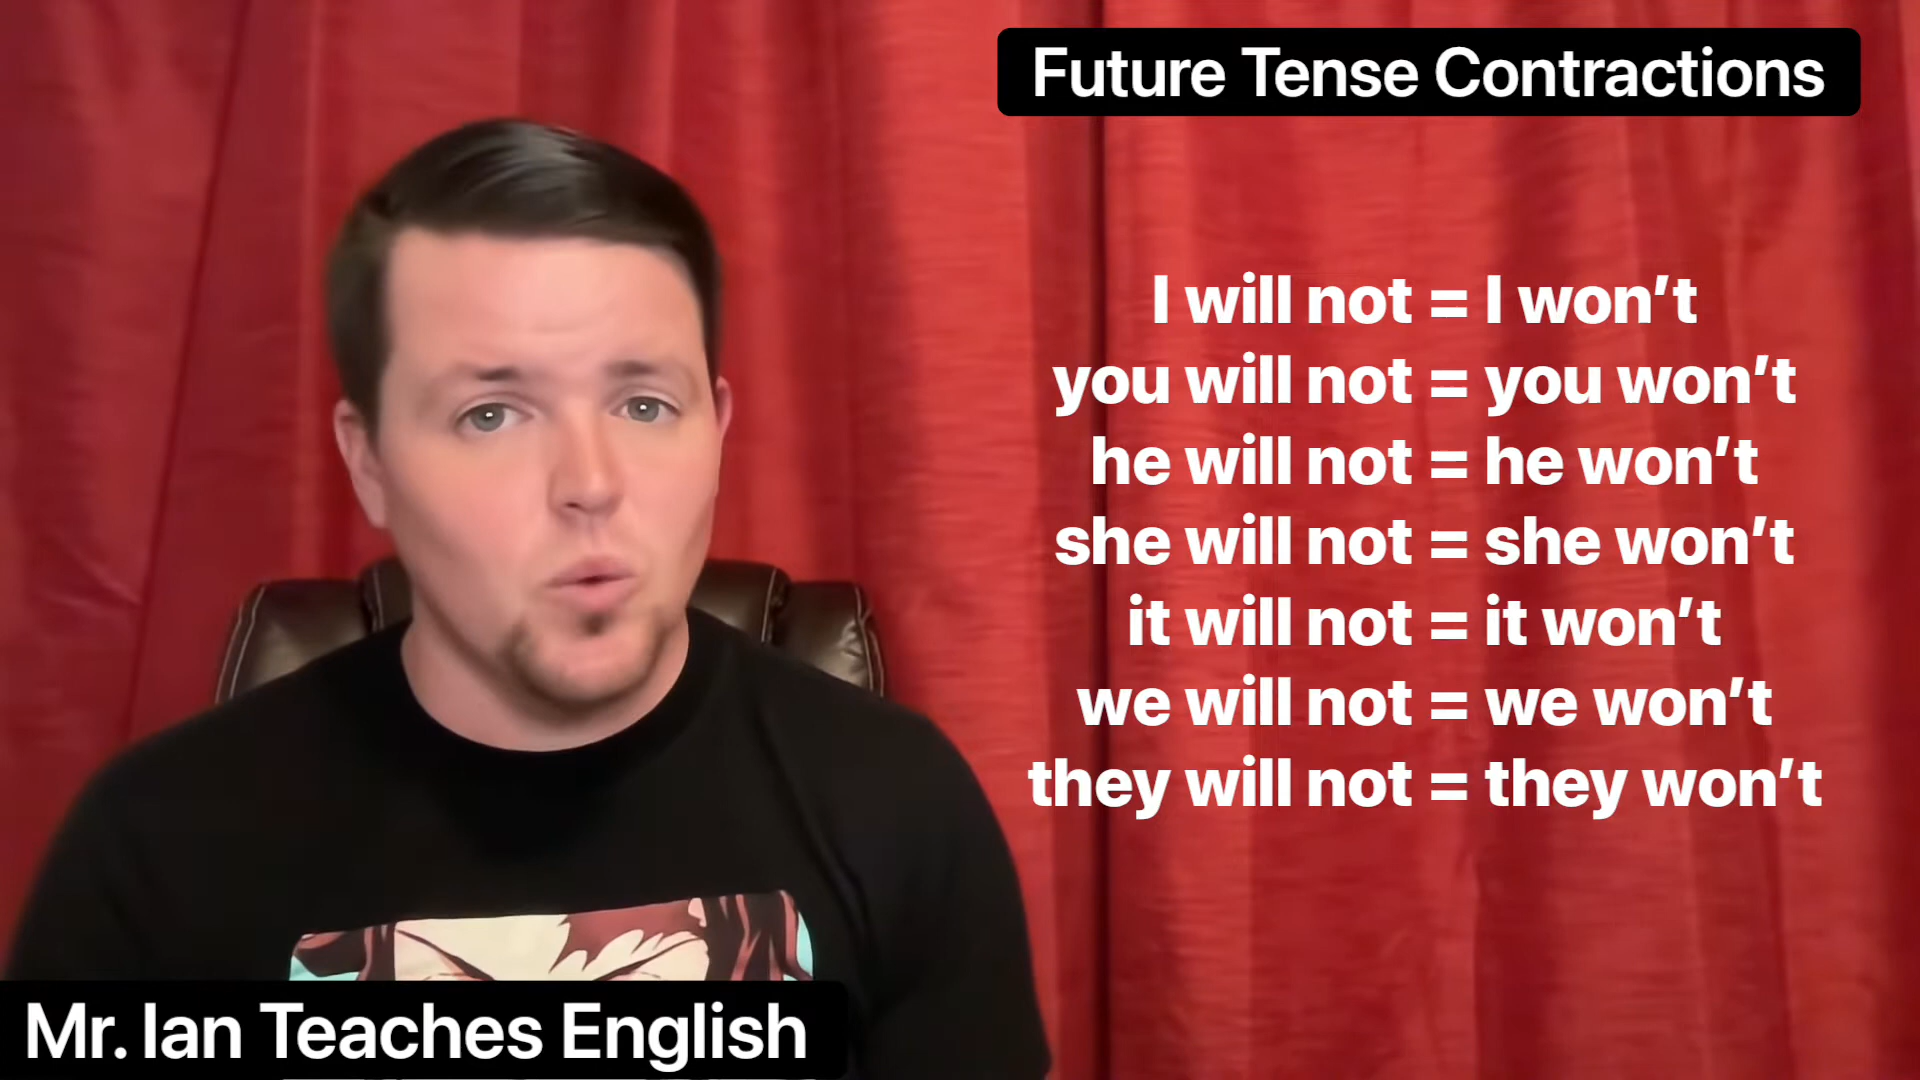 Future Tense Contractions
I will not = I won’t
you will not = you won’t
he will not = he won’t
she will not = she won’t
it will not = it won’t
we will not = we won’t
they will not = they won’t
Mr. Ian Teaches English